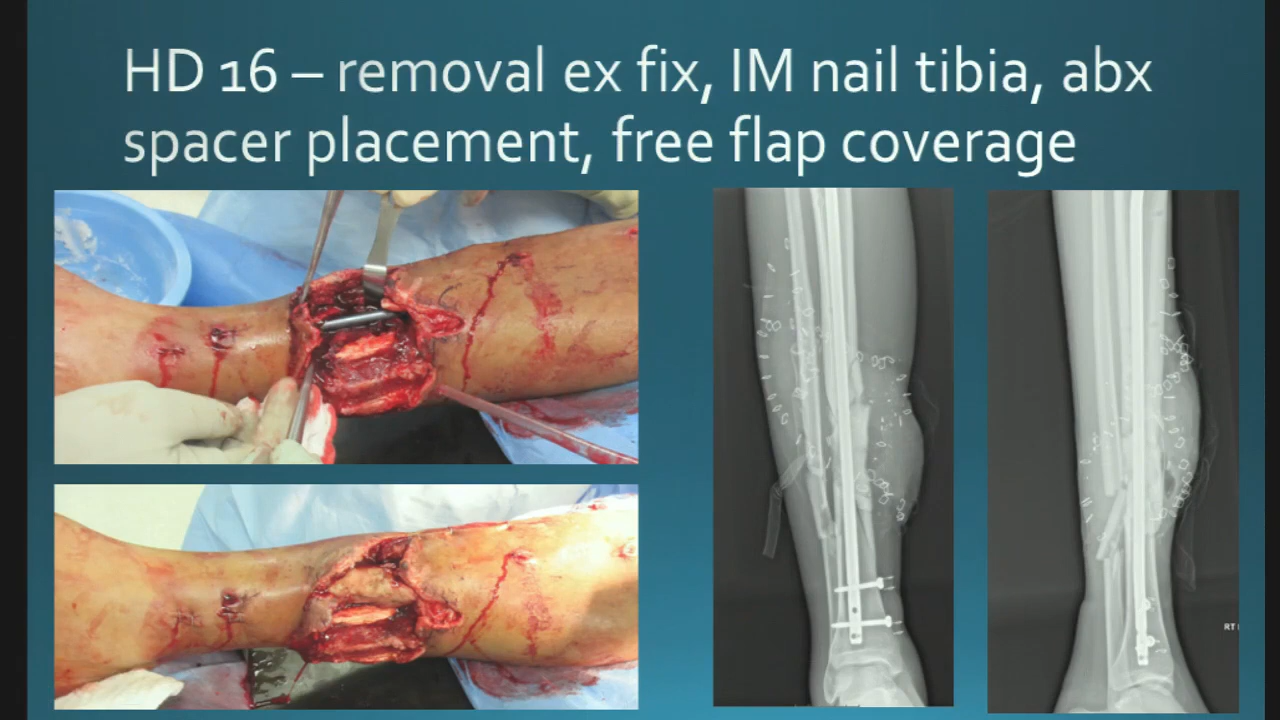 HD 16 – removal ex fix, IM nail tibia, abx
spacer placement, free flap coverage
RT